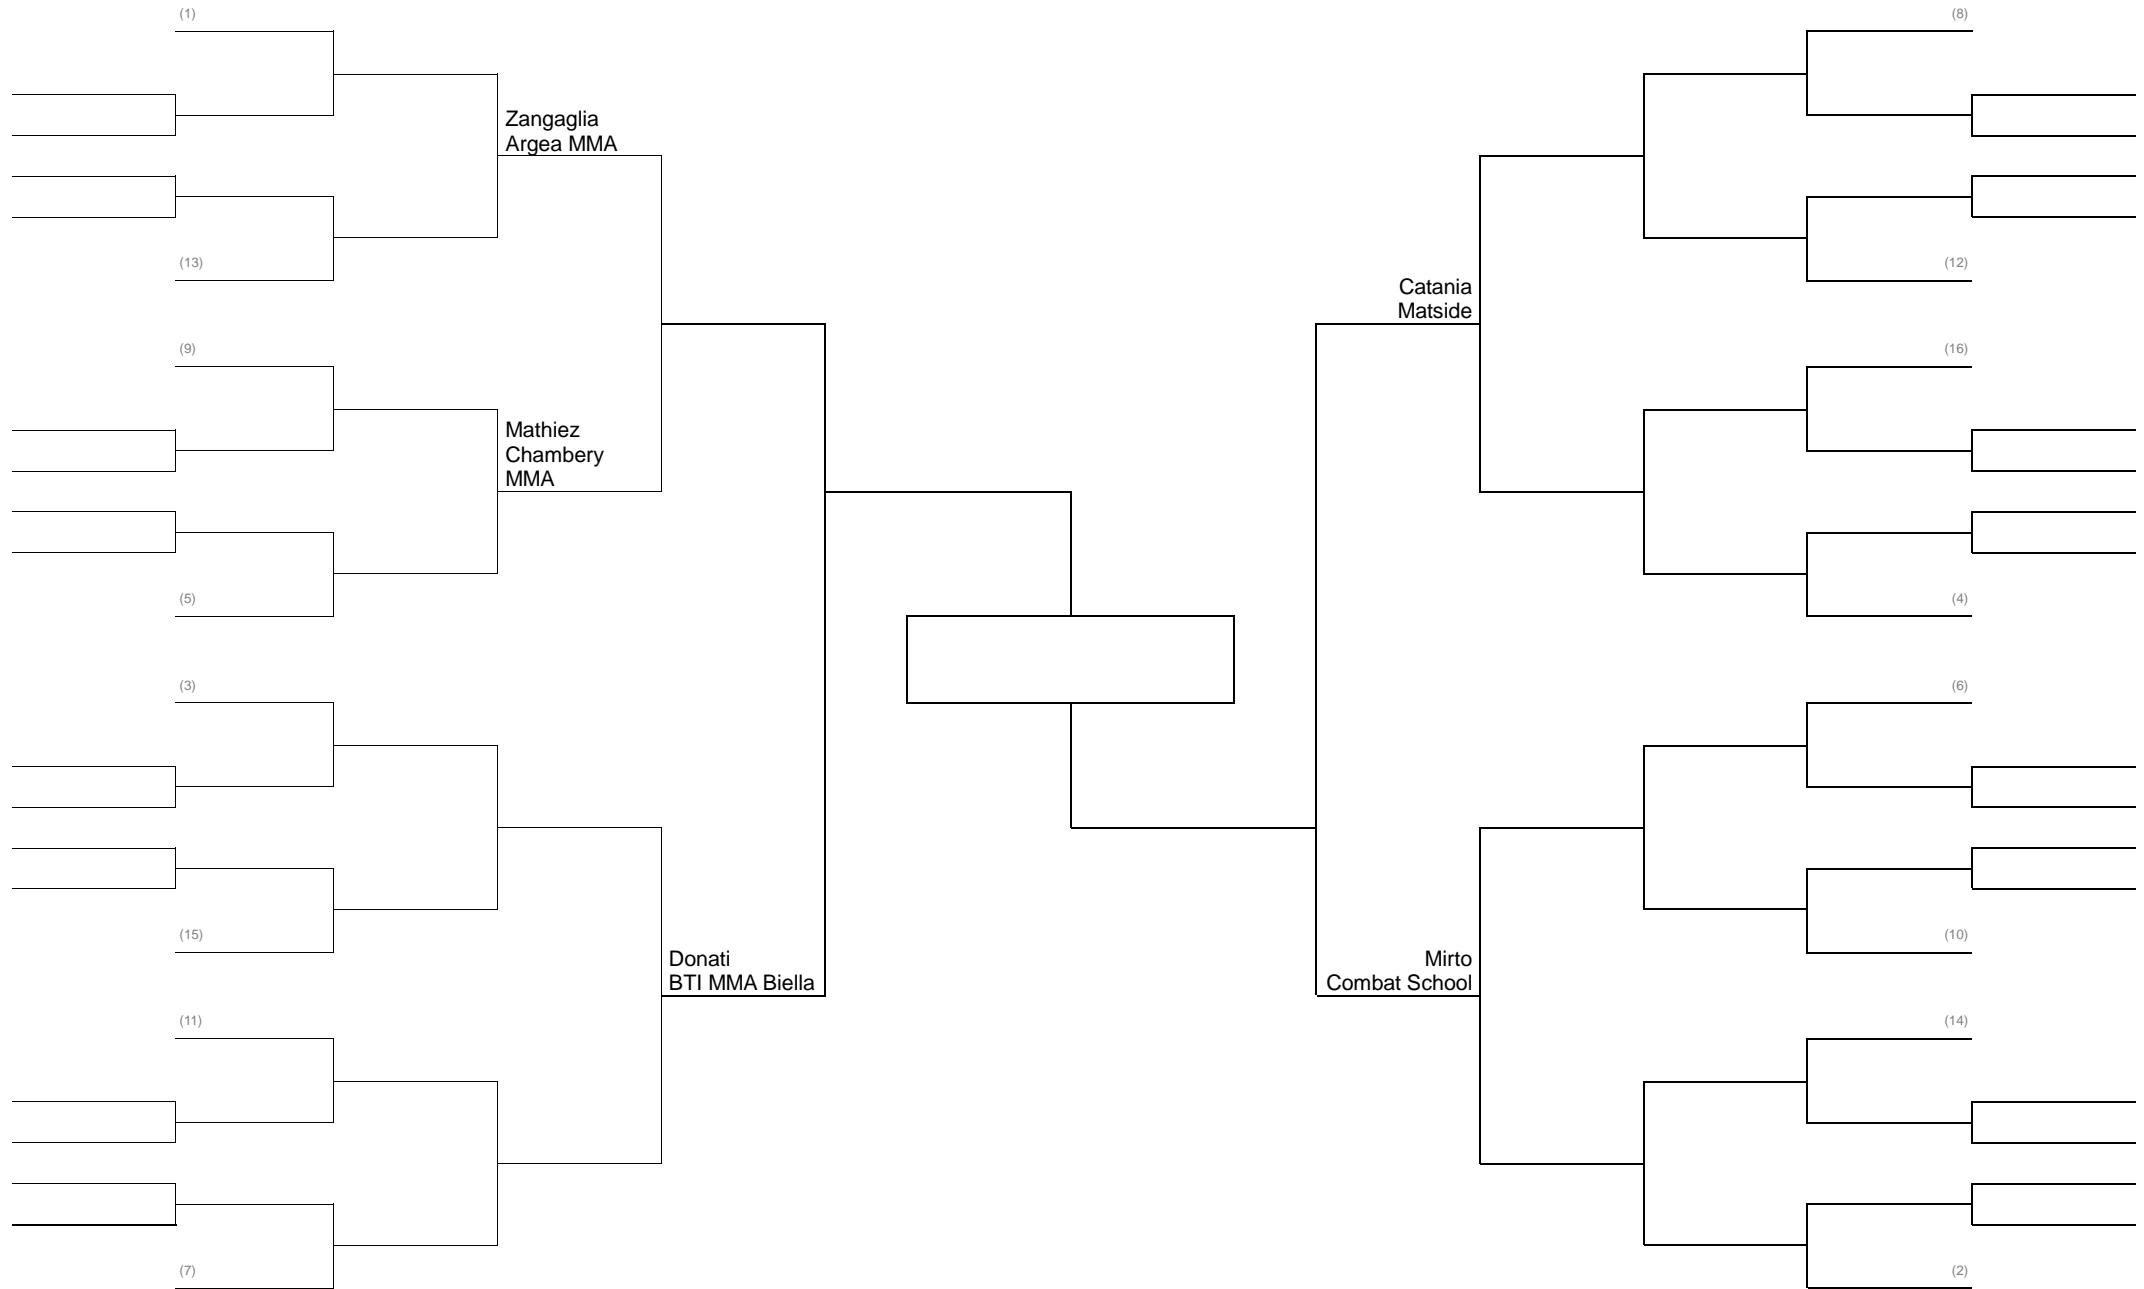 (1)
(8)
Zangaglia
Argea MMA
(13)
(12)
Catania
Matside
(9)
(16)
Mathiez
Chambery
MMA
(5)
(4)
(3)
(6)
(15)
(10)
Donati
BTI MMA Biella
Mirto
Combat School
(11)
(14)
(7)
(2)